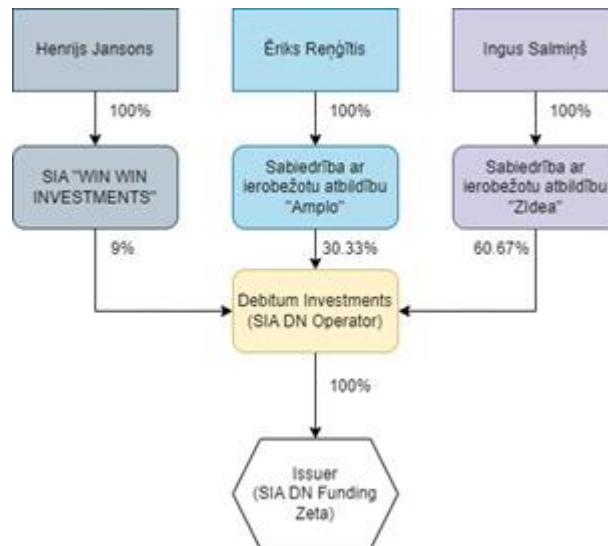 Henrijs Jansons
Ēriks Reņģītis
Ingus Salmiņš
100%
100%
100%
SIA "WIN WIN
INVESTMENTS"
Sabiedrība ar
ierobežotu atbildību
"Amplo"
Sabiedrība ar
ierobežotu atbildību
"ZIdea"
9%
30.33%
60.67%
Debitum Investments
(SIA DN Operator)
100%
Issuer
(SIA DN Funding
Zeta)